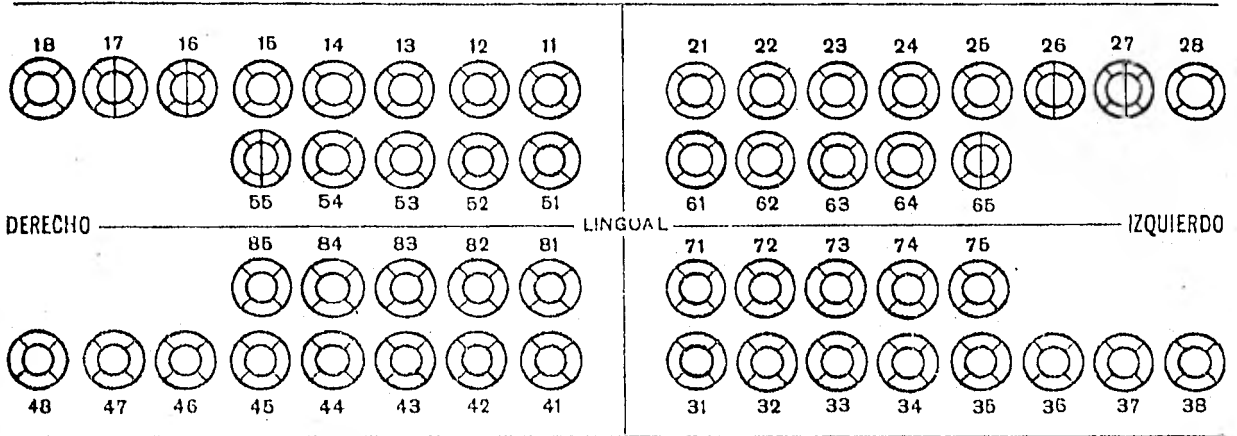 18 17 16 15 14 13 12 11 21 22 23 24 25 26 27 28
55 54 53 52 51 61 62 63 64 65
DERECHO LINGUAL IZQUIERDO
85 84 83 82 81 71 72 73 74 75
48 47 46 45 44 43 42 41 31 32 33 34 35 36 37 38